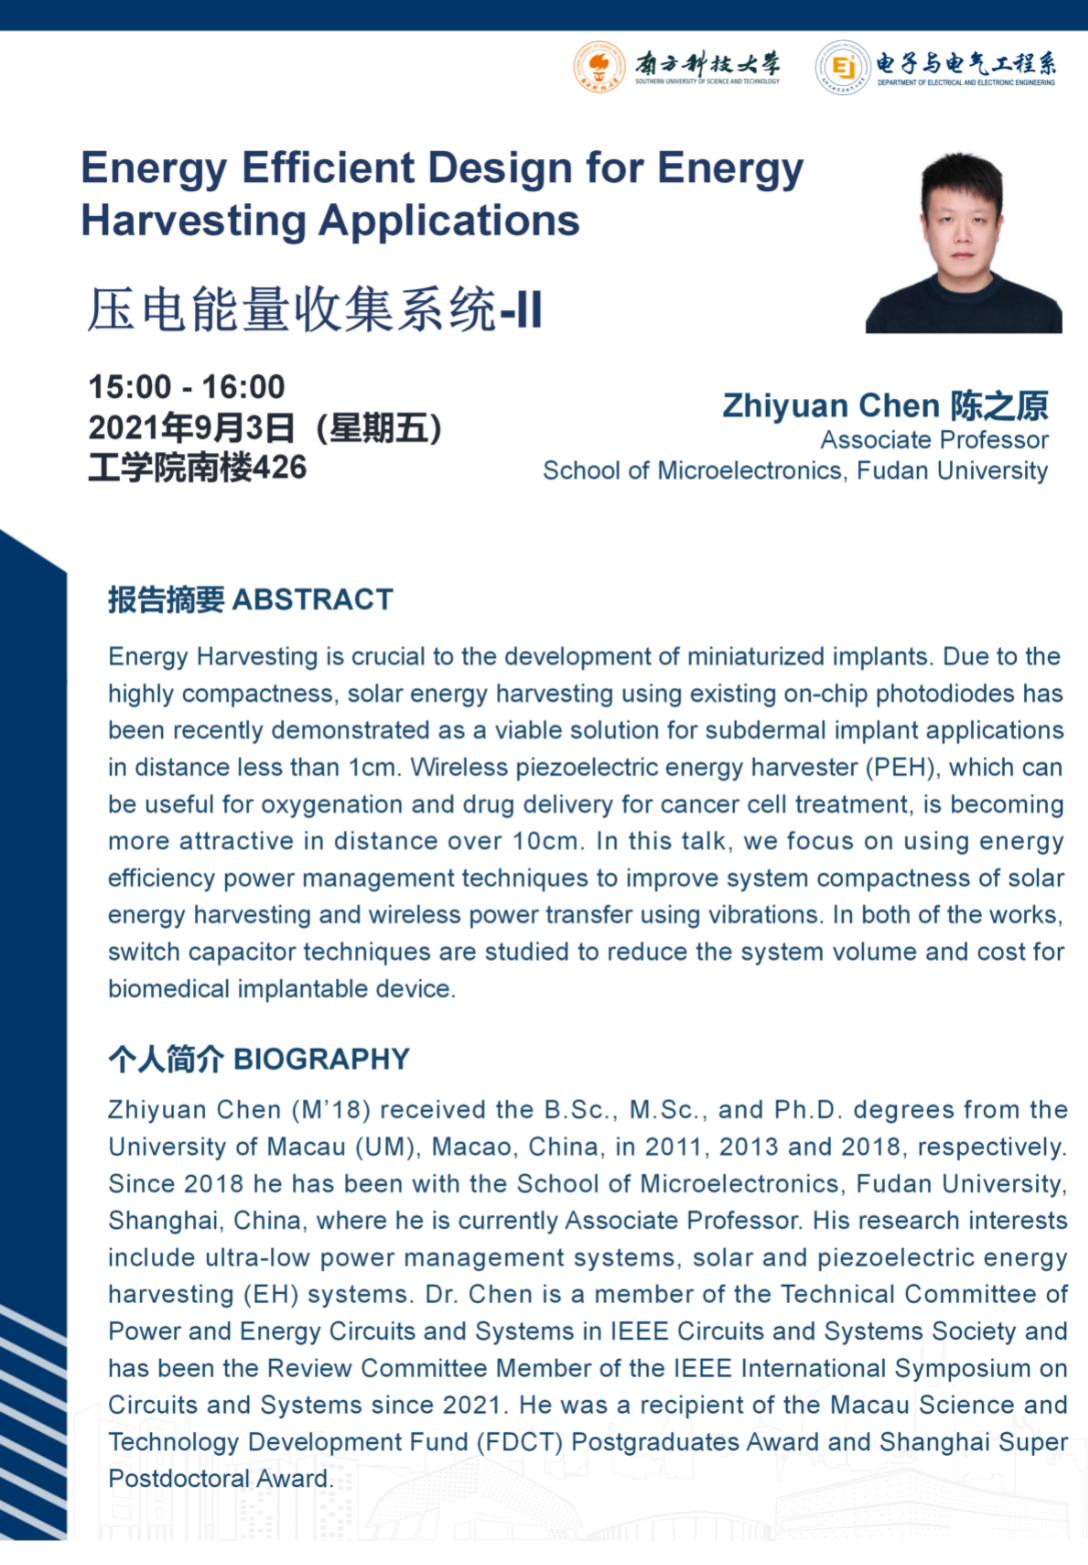 南方科技大学
SOUTHERN UNIVERSITY OF SCIENCE AND TECHNOLOGY
电子与电气工程系
DEPARTMENT OF ELECTRICAL AND ELECTRONIC ENGINEERING
Energy Efficient Design for Energy
Harvesting Applications
压电能量收集系统-II
15:00 - 16:00
2021年9月3日（星期五）
工学院南楼426
Zhiyuan Chen 陈之原
Associate Professor
School of Microelectronics, Fudan University
报告摘要 ABSTRACT
Energy Harvesting is crucial to the development of miniaturized implants. Due to the
highly compactness, solar energy harvesting using existing on-chip photodiodes has
been recently demonstrated as a viable solution for subdermal implant applications
in distance less than 1cm. Wireless piezoelectric energy harvester (PEH), which can
be useful for oxygenation and drug delivery for cancer cell treatment, is becoming
more attractive in distance over 10cm. In this talk, we focus on using energy
efficiency power management techniques to improve system compactness of solar
energy harvesting and wireless power transfer using vibrations. In both of the works,
switch capacitor techniques are studied to reduce the system volume and cost for
biomedical implantable device.
个人简介 BIOGRAPHY
Zhiyuan Chen (M’18) received the B.Sc., M.Sc., and Ph.D. degrees from the
University of Macau (UM), Macao, China, in 2011, 2013 and 2018, respectively.
Since 2018 he has been with the School of Microelectronics, Fudan University,
Shanghai, China, where he is currently Associate Professor. His research interests
include ultra-low power management systems, solar and piezoelectric energy
harvesting (EH) systems. Dr. Chen is a member of the Technical Committee of
Power and Energy Circuits and Systems in IEEE Circuits and Systems Society and
has been the Review Committee Member of the IEEE International Symposium on
Circuits and Systems since 2021. He was a recipient of the Macau Science and
Technology Development Fund (FDCT) Postgraduates Award and Shanghai Super
Postdoctoral Award.